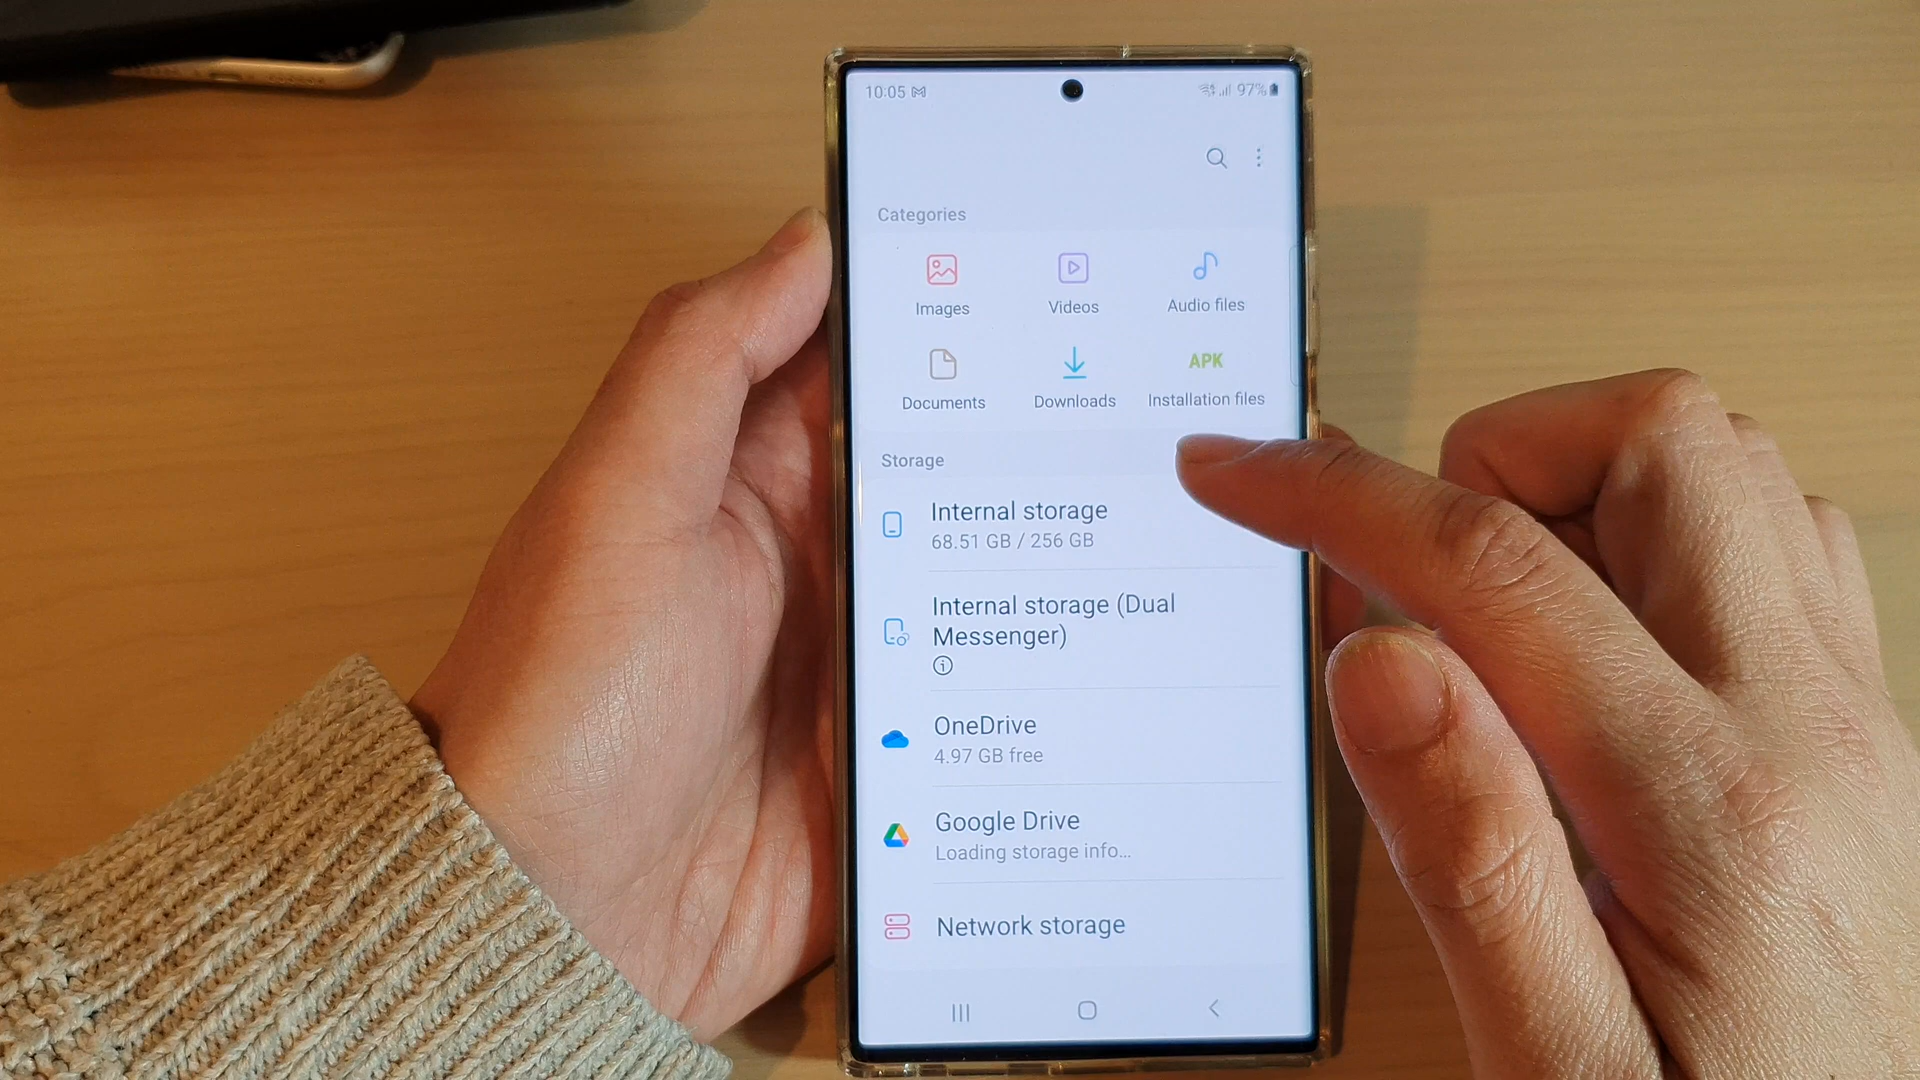 10:05
97%
Categories
Images
Videos
Audio files
APK
Documents
Downloads
Installation files
Storage
Internal storage
68.51 GB / 256 GB
Internal storage (Dual
Messenger)
OneDrive
4.97 GB free
Google Drive
Loading storage info...
Network storage